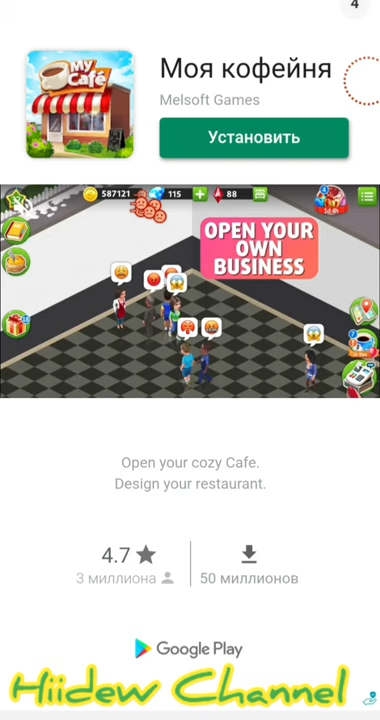 4
My
Café
Моя кофейня
Melsoft Games
Установить
587121
115
88
OPEN YOUR
OWN
BUSINESS
Open your cozy Cafe.
Design your restaurant.
4.7
3 миллиона
50 миллионов
Google Play
Hiidew Channel